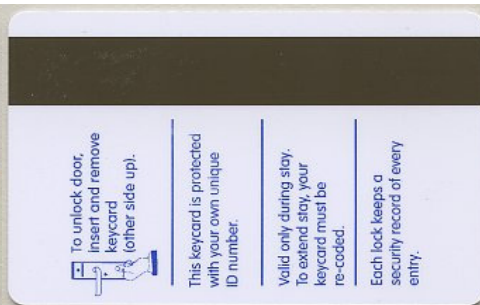 To unlock door,
insert and remove
keycard
(other side up).
This keycard is protected
with your own unique
ID number.
Valid only during stay.
To extend stay, your
keycard must be
re-coded.
Each lock keeps a
security record of every
entry.